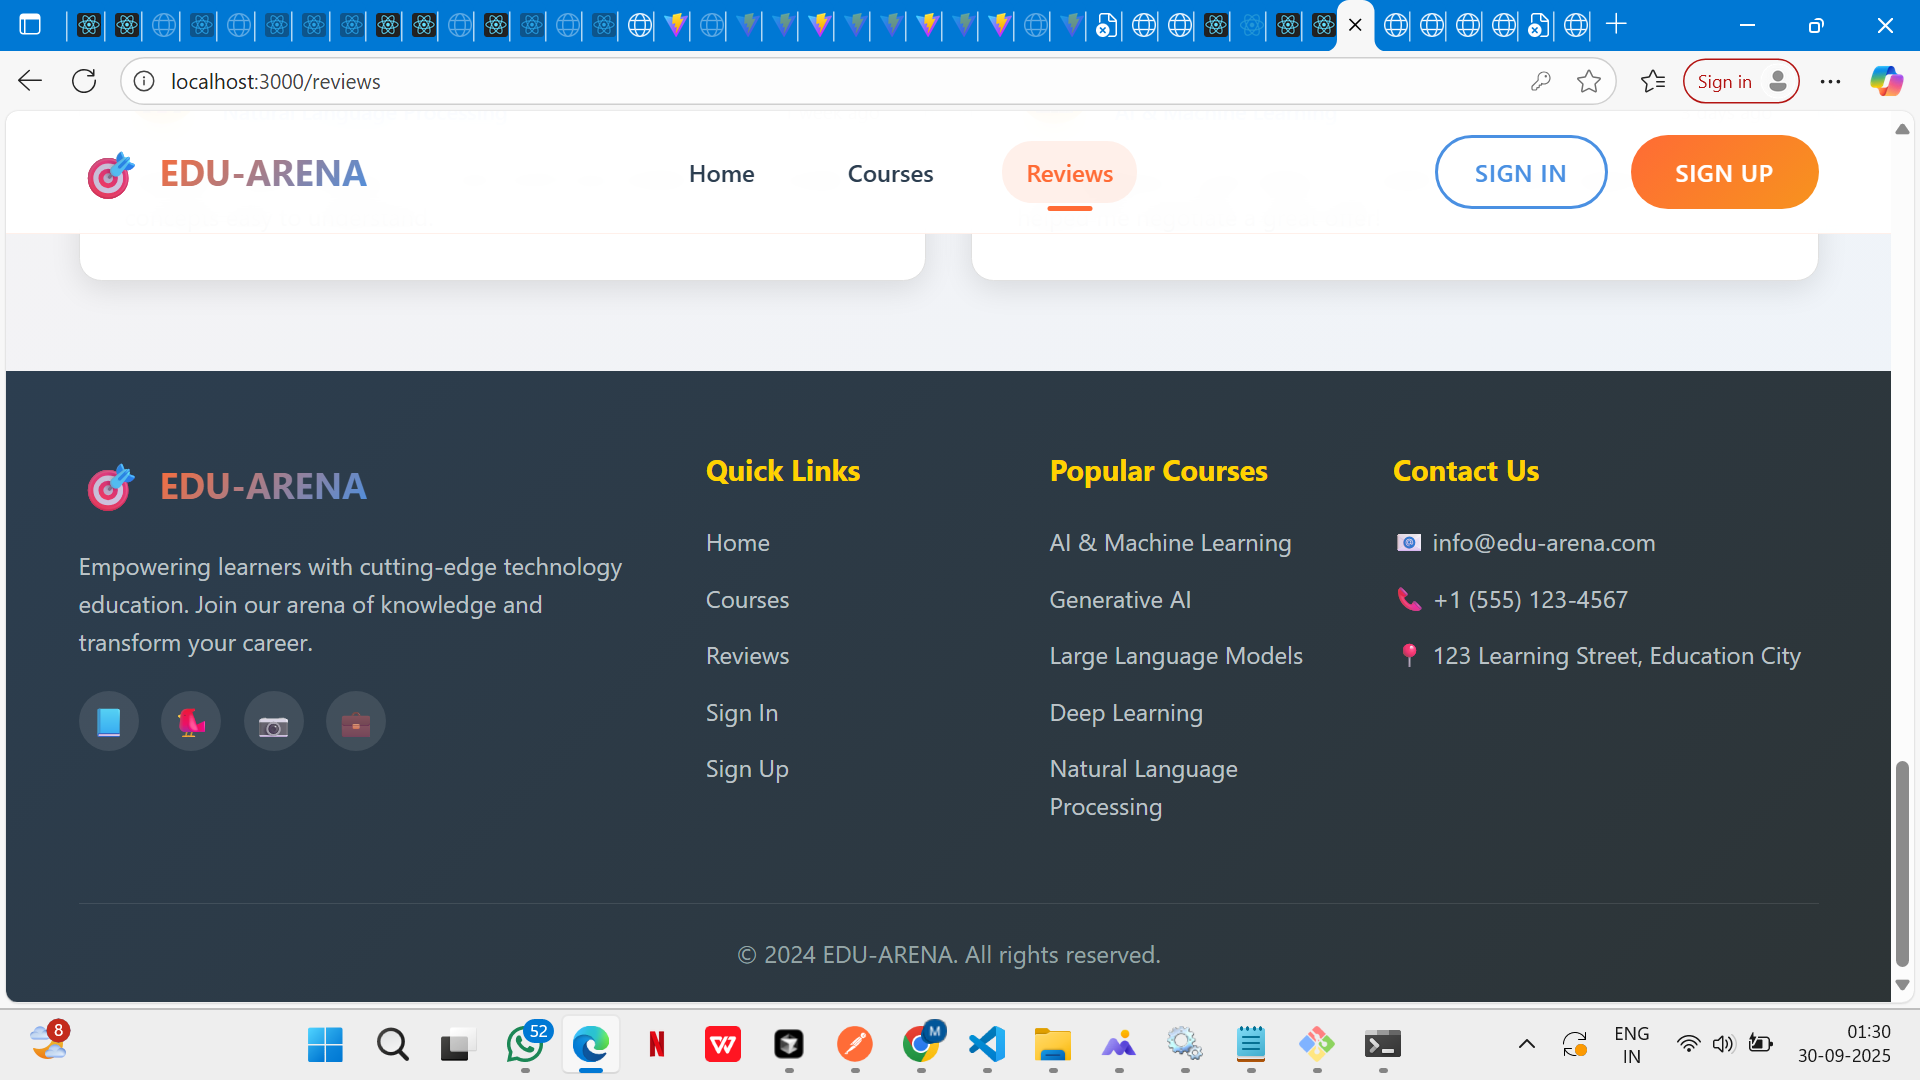 localhost:3000/reviews
Sign in
EDU-ARENA
Home
Courses
Reviews
SIGN IN
SIGN UP
EDU-ARENA
Empowering learners with cutting-edge technology
education. Join our arena of knowledge and
transform your career.
Quick Links
Home
Courses
Reviews
Sign In
Sign Up
Popular Courses
AI & Machine Learning
Generative AI
Large Language Models
Deep Learning
Natural Language
Processing
Contact Us
info@edu-arena.com
+1 (555) 123-4567
123 Learning Street, Education City
© 2024 EDU-ARENA. All rights reserved.
8
52
N
W
M
ENG
IN
01:30
30-09-2025